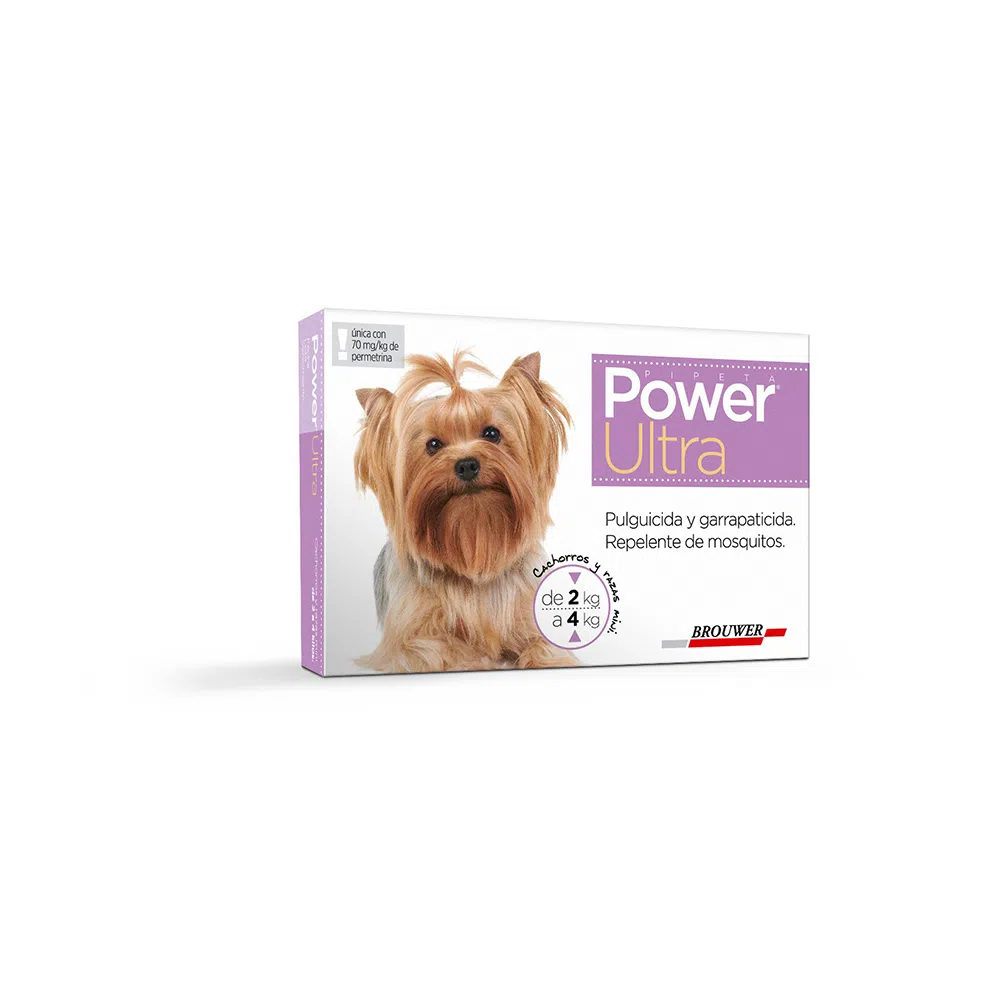 única con
70 mg/kg de
permetrina
PIPETA
Power®
Ultra
Pulguicida y garrapaticida.
Repelente de mosquitos.
Cachorros y razas mini.
de 2 kg
a 4 kg
BROUWER
Power
Ultra